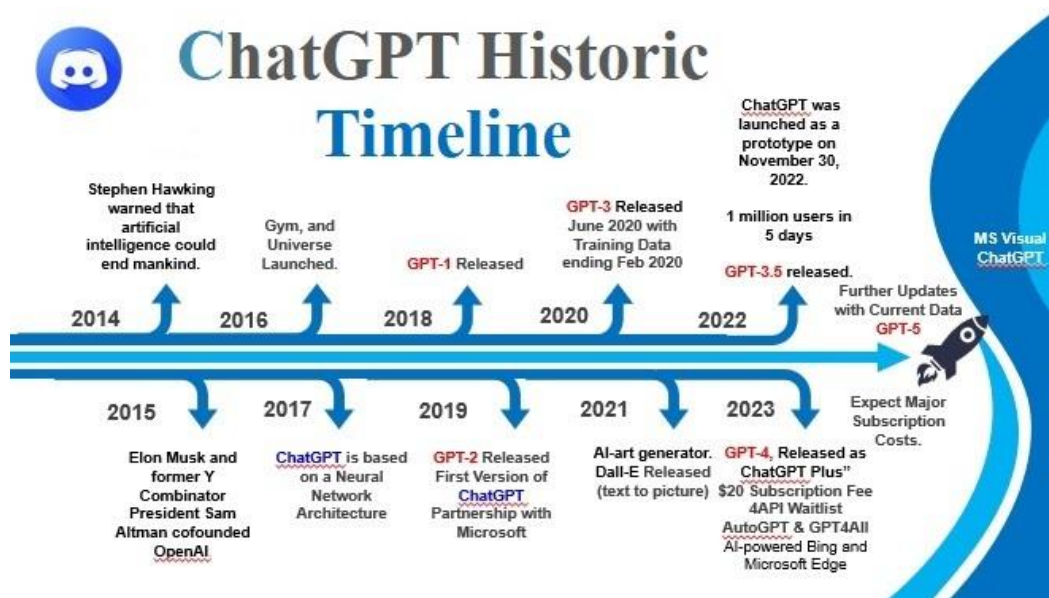 ChatGPT Historic
Timeline
Stephen Hawking
warned that
artificial
intelligence could
end mankind.
Gym, and
Universe
Launched.
GPT-1 Released
GPT-3 Released
June 2020 with
Training Data
ending Feb 2020
ChatGPT was
launched as a
prototype on
November 30,
2022.
1 million users in
5 days
GPT-3.5 released.
MS Visual
ChatGPT
Further Updates
with Current Data
GPT-5
2014
2016
2018
2020
2022
2015
2017
2019
2021
2023
Expect Major
Subscription
Costs.
Elon Musk and
former Y
Combinator
President Sam
Altman cofounded
OpenAI
ChatGPT is based
on a Neural
Network
Architecture
GPT-2 Released
First Version of
ChatGPT
Partnership with
Microsoft
AI-art generator.
Dall-E Released
(text to picture)
GPT-4, Released as
ChatGPT Plus”
$20 Subscription Fee
4API Waitlist
AutoGPT & GPT4All
AI-powered Bing and
Microsoft Edge